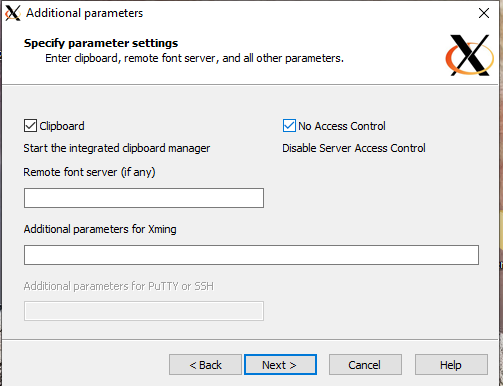 Additional parameters
Specify parameter settings
Enter clipboard, remote font server, and all other parameters.
Clipboard
No Access Control
Start the integrated clipboard manager
Disable Server Access Control
Remote font server (if any)
Additional parameters for Xming
Additional parameters for PuTTY or SSH
< Back
Next >
Cancel
Help